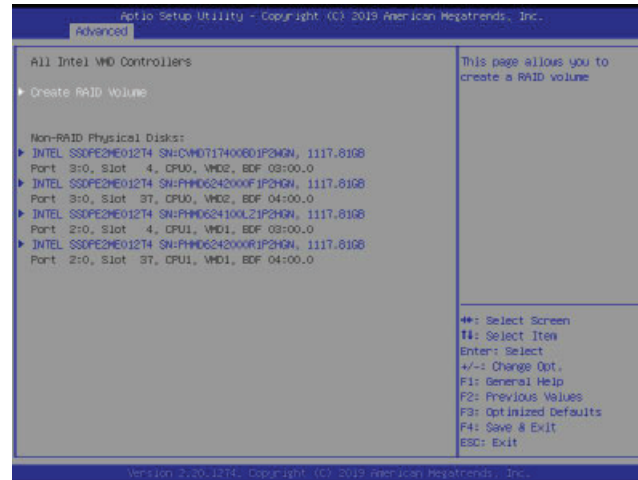 Aptio Setup Utility - Copyright (C) 2019 American Megatrends, Inc.
Advanced
All Intel VMD Controllers
▶ Create RAID Volume
Non-RAID Physical Disks:
▶ INTEL SSDPE2ME012T4 SN:CVMD7174008D1P2MGN, 1117.81GB
Port 3:0, Slot 4, CPU0, VMD2, BDF 03:00.0
▶ INTEL SSDPE2ME012T4 SN:PHMD6242000F1P2HGN, 1117.81GB
Port 3:0, Slot 37, CPU0, VMD2, BDF 04:00.0
▶ INTEL SSDPE2ME012T4 SN:PHMD624100LZ1P2HGN, 1117.81GB
Port 2:0, Slot 4, CPU1, VMD1, BDF 03:00.0
▶ INTEL SSDPE2ME012T4 SN:PHMD6242000R1P2HGN, 1117.81GB
Port 2:0, Slot 37, CPU1, VMD1, BDF 04:00.0
This page allows you to
create a RAID volume
↔: Select Screen
↑↓: Select Item
Enter: Select
+/-: Change Opt.
F1: General Help
F2: Previous Values
F3: Optimized Defaults
F4: Save & Exit
ESC: Exit
Version 2.20.1274. Copyright (C) 2019 American Megatrends, Inc.